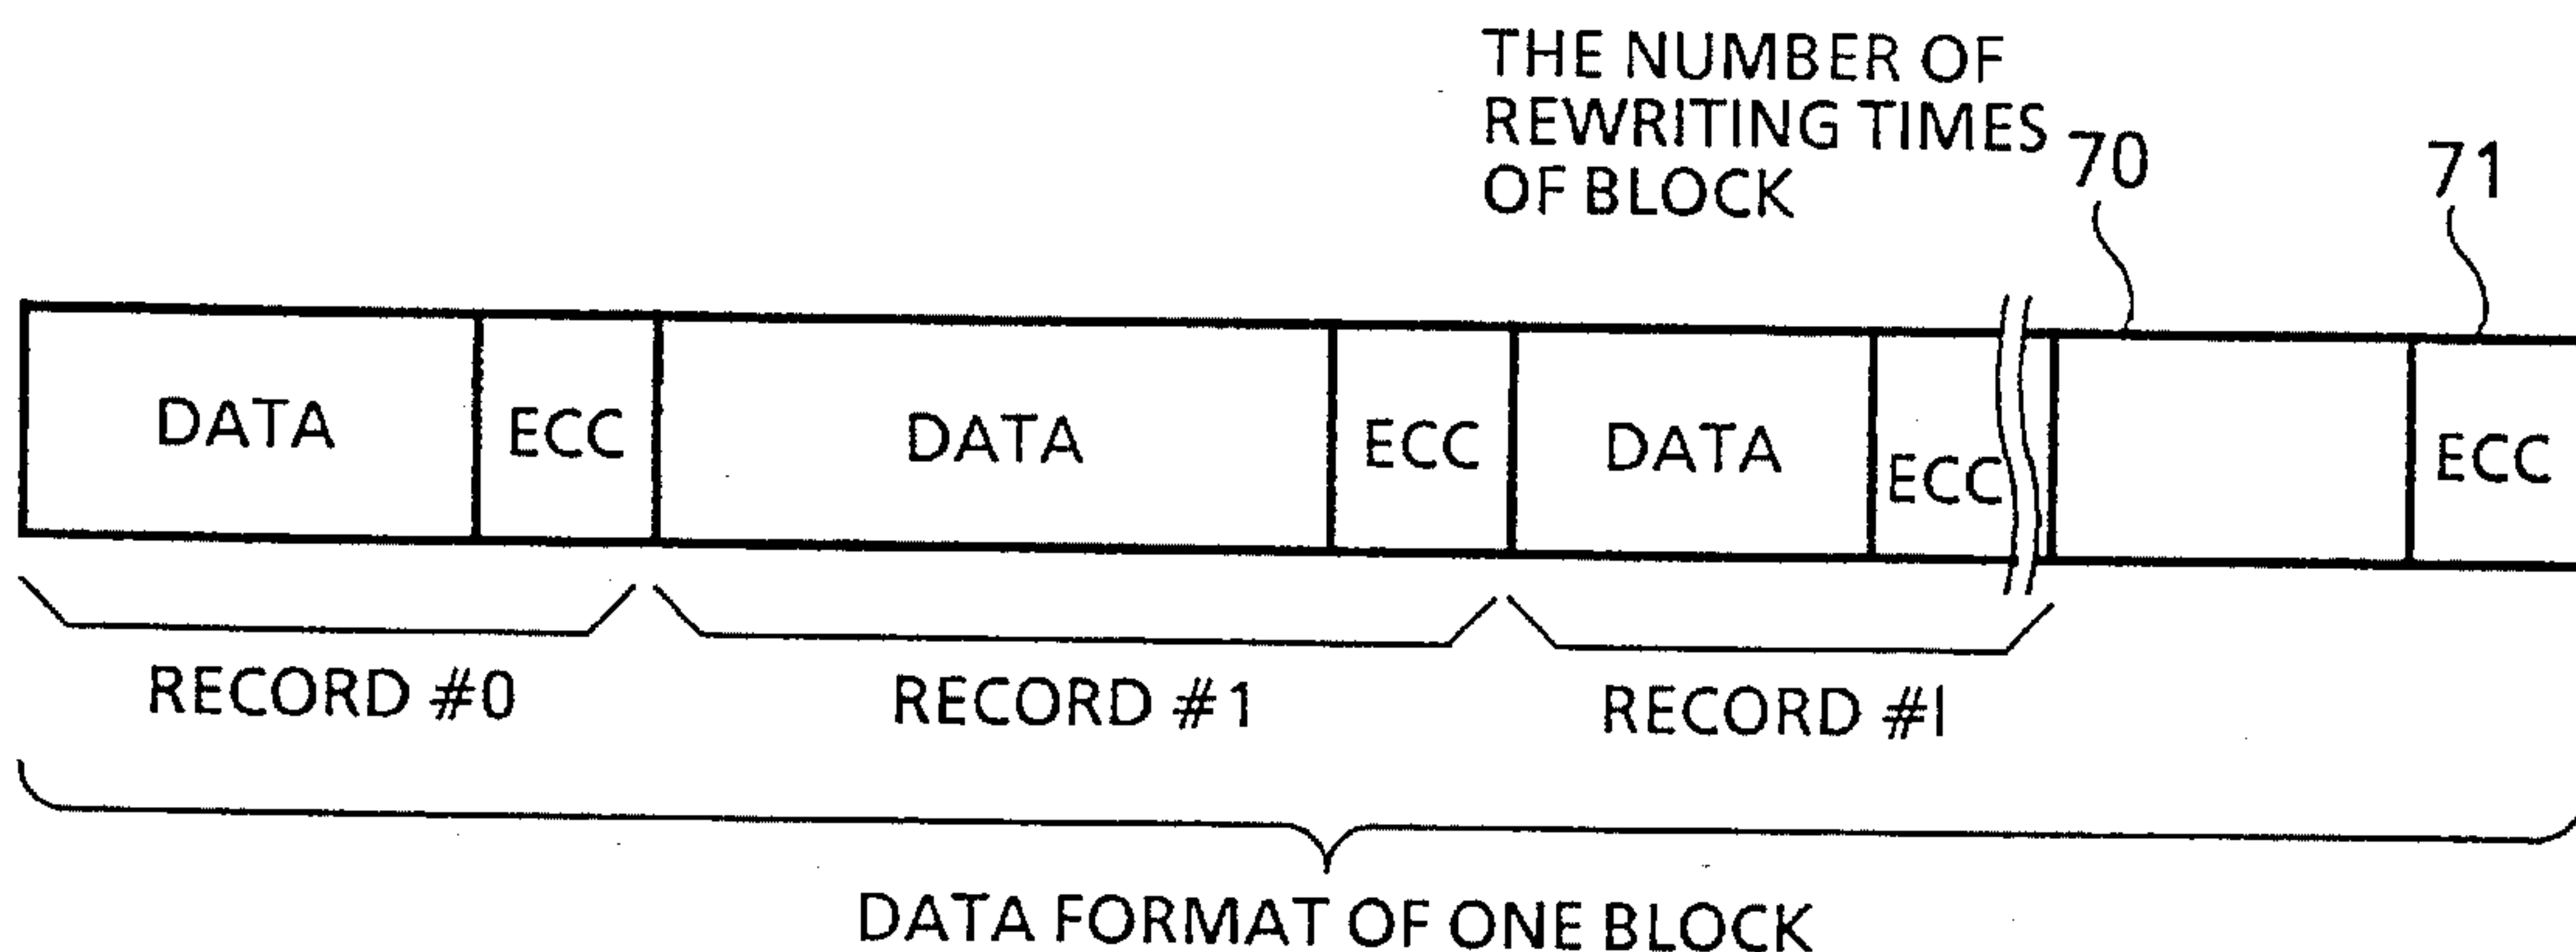 THE NUMBER OF
REWRITING TIMES
OF BLOCK
70
71
DATA
ECC
DATA
ECC
DATA
ECC
ECC
RECORD #0
RECORD #1
RECORD #l
DATA FORMAT OF ONE BLOCK